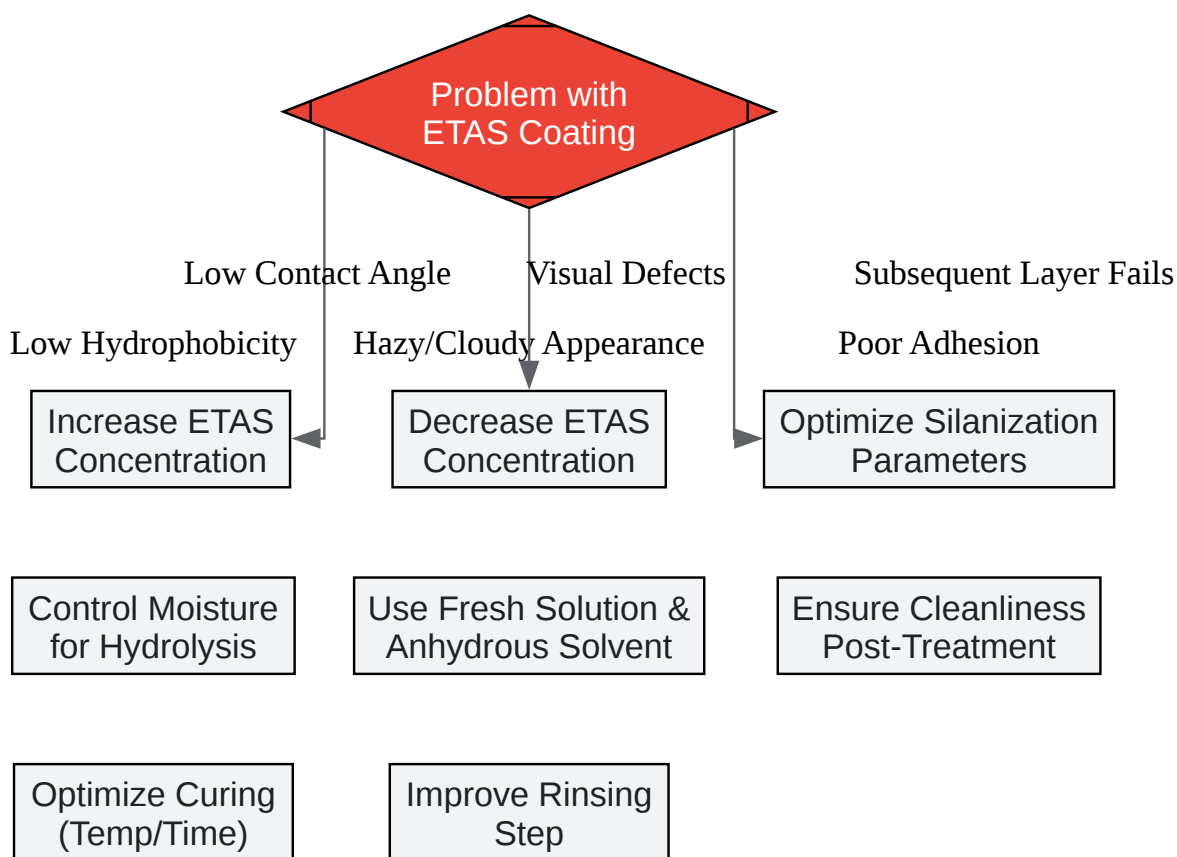 Problem with
ETAS Coating
Low Contact Angle
Visual Defects
Subsequent Layer Fails
Low Hydrophobicity
Hazy/Cloudy Appearance
Poor Adhesion
Increase ETAS
Concentration
Decrease ETAS
Concentration
Optimize Silanization
Parameters
Control Moisture
for Hydrolysis
Use Fresh Solution &
Anhydrous Solvent
Ensure Cleanliness
Post-Treatment
Optimize Curing
(Temp/Time)
Improve Rinsing
Step